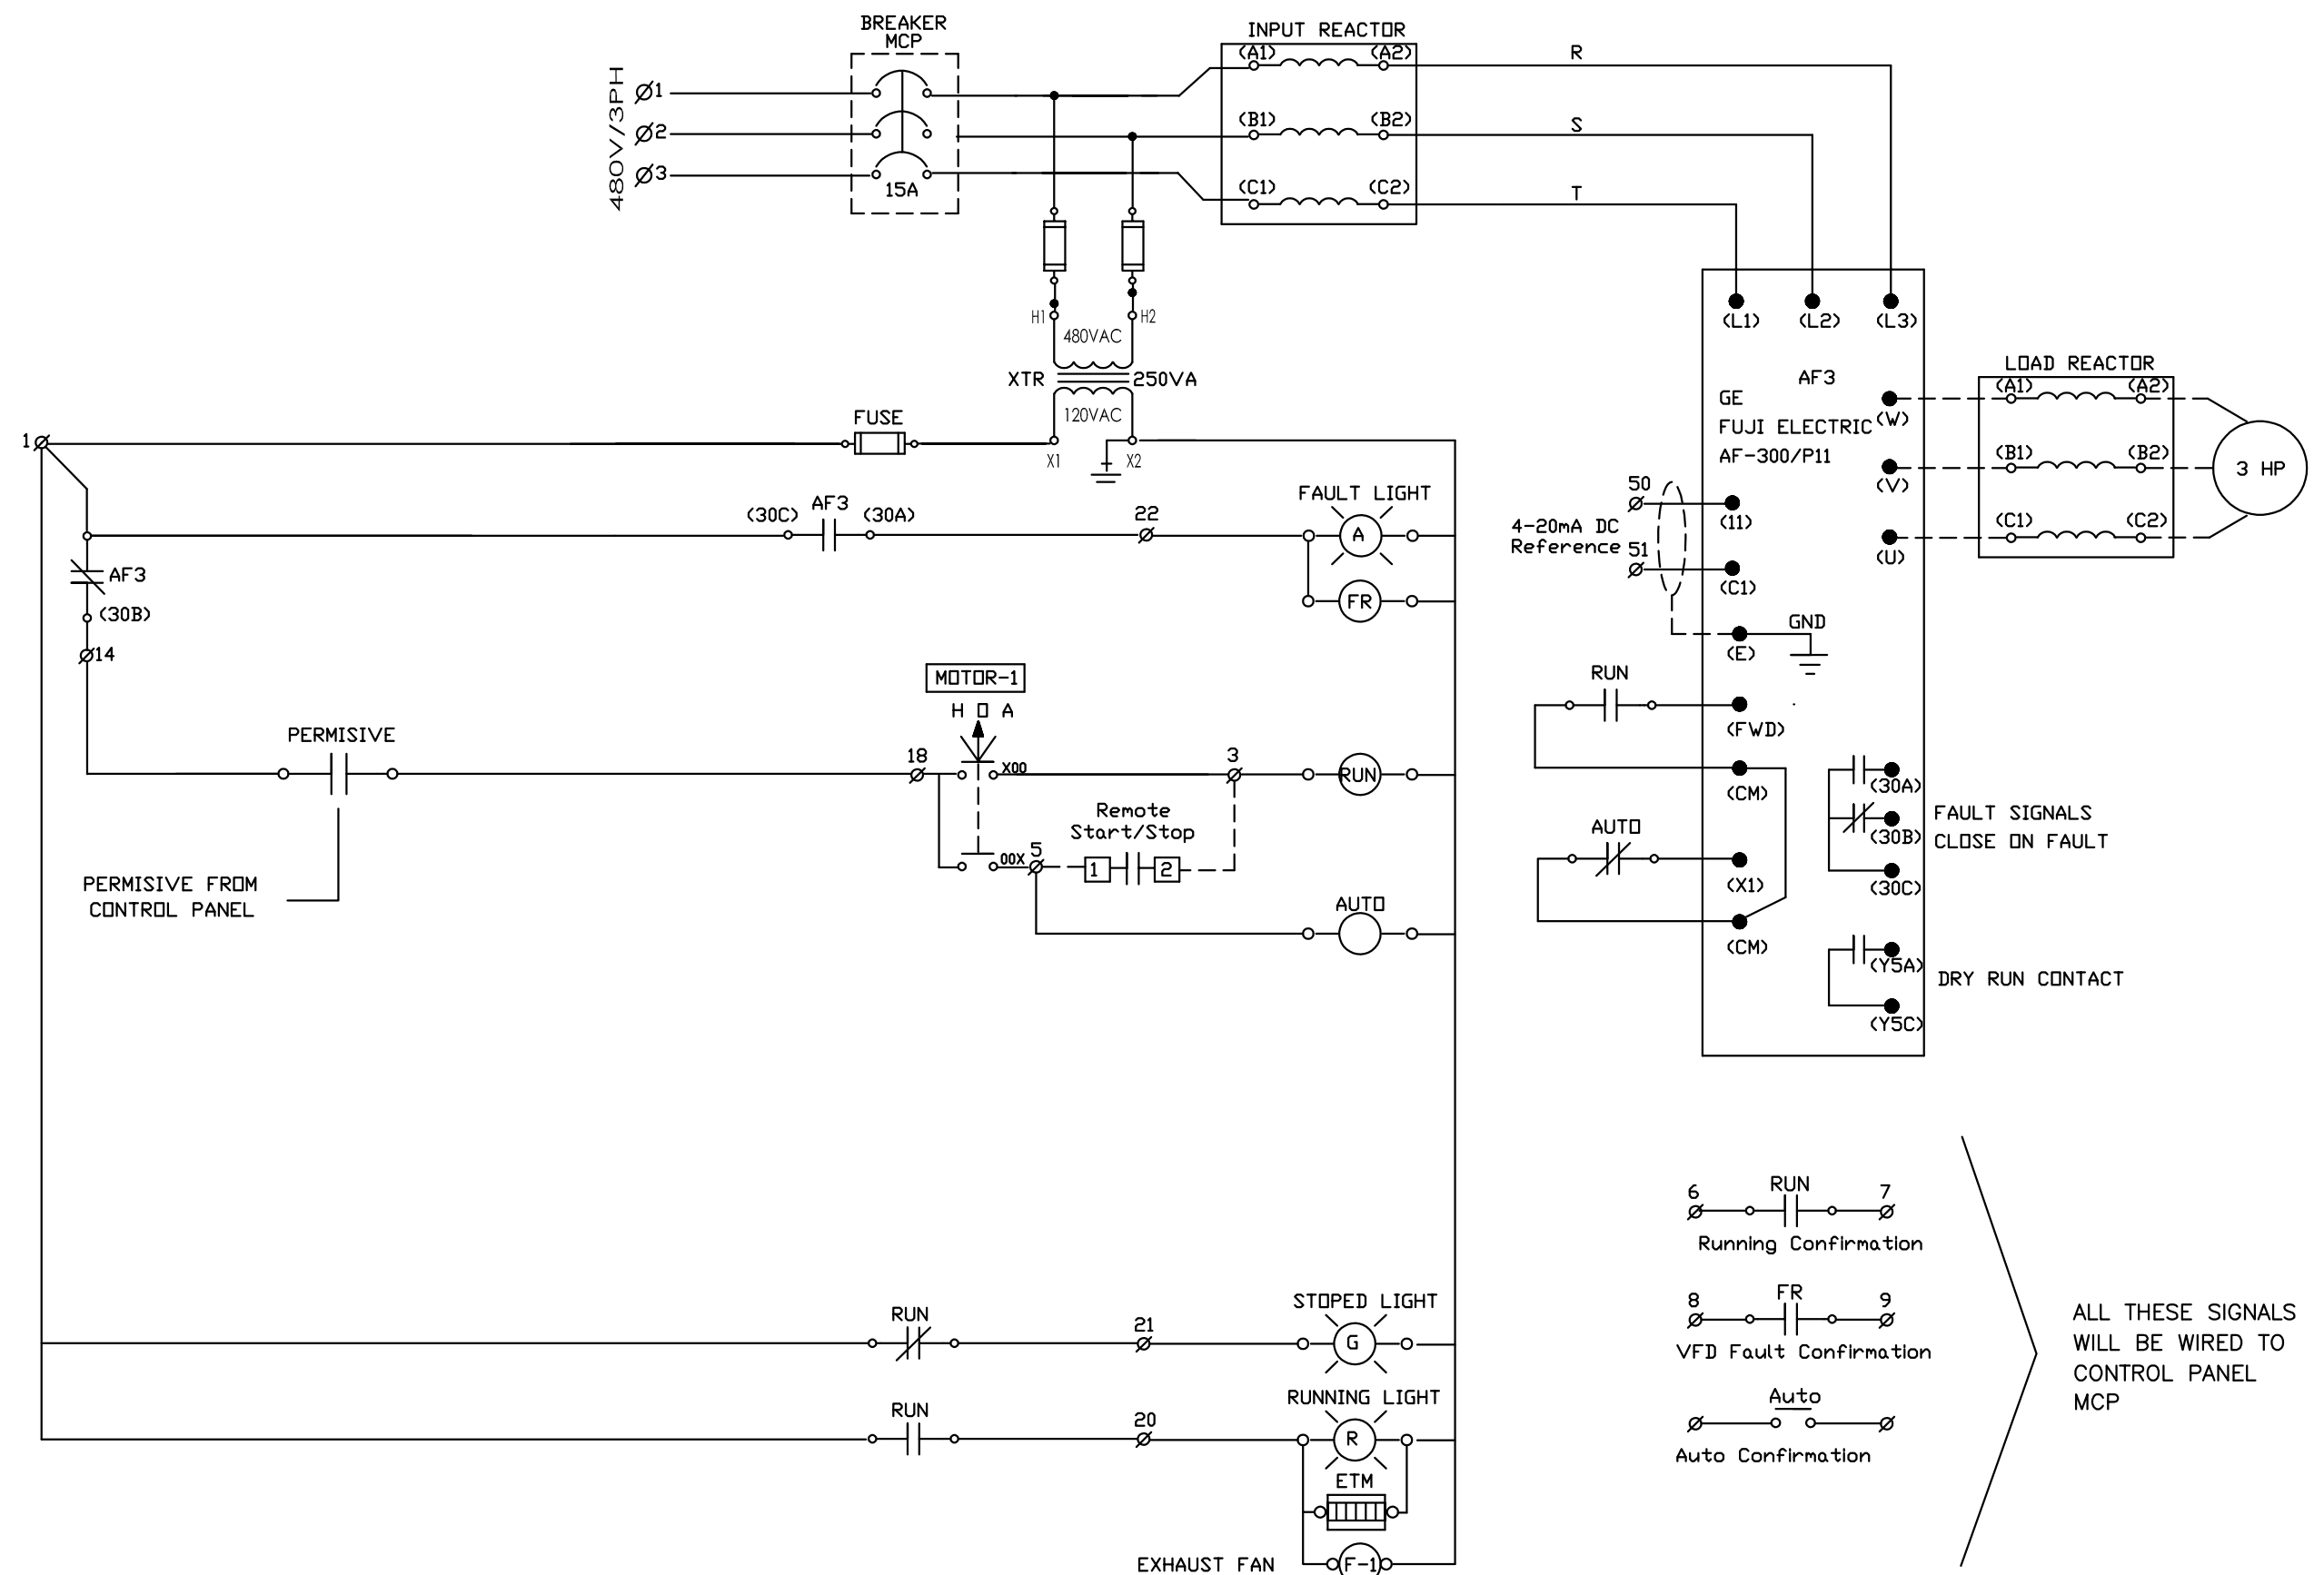 BREAKER
MCP
480V/3PH
1
2
3
15A
INPUT REACTOR
(A1) (A2)
(B1) (B2)
(C1) (C2)
R
S
T
H1 H2
480VAC
XTR 250VA
120VAC
X1 X2
FUSE
1
(L1) (L2) (L3)
AF3
GE
FUJI ELECTRIC
AF-300/P11
(W)
(V)
(U)
LOAD REACTOR
(A1) (A2)
(B1) (B2)
(C1) (C2)
3 HP
(30C) AF3 (30A)
22
FAULT LIGHT
A
FR
AF3
(30B)
14
50
4-20mA DC
Reference
51
(11)
(C1)
(E)
GND
RUN
(FWD)
(CM)
AUTO
(X1)
(CM)
(30A)
(30B)
(30C)
FAULT SIGNALS
CLOSE ON FAULT
(Y5A)
(Y5C)
DRY RUN CONTACT
MOTOR-1
H O A
PERMISIVE
18
X00
3
RUN
Remote
Start/Stop
00X
5
1
2
AUTO
PERMISIVE FROM
CONTROL PANEL
6 RUN 7
Running Confirmation
8 FR 9
VFD Fault Confirmation
Auto
Auto Confirmation
ALL THESE SIGNALS
WILL BE WIRED TO
CONTROL PANEL
MCP
RUN
21
STOPED LIGHT
G
RUN
20
RUNNING LIGHT
R
ETM
EXHAUST FAN
F-1